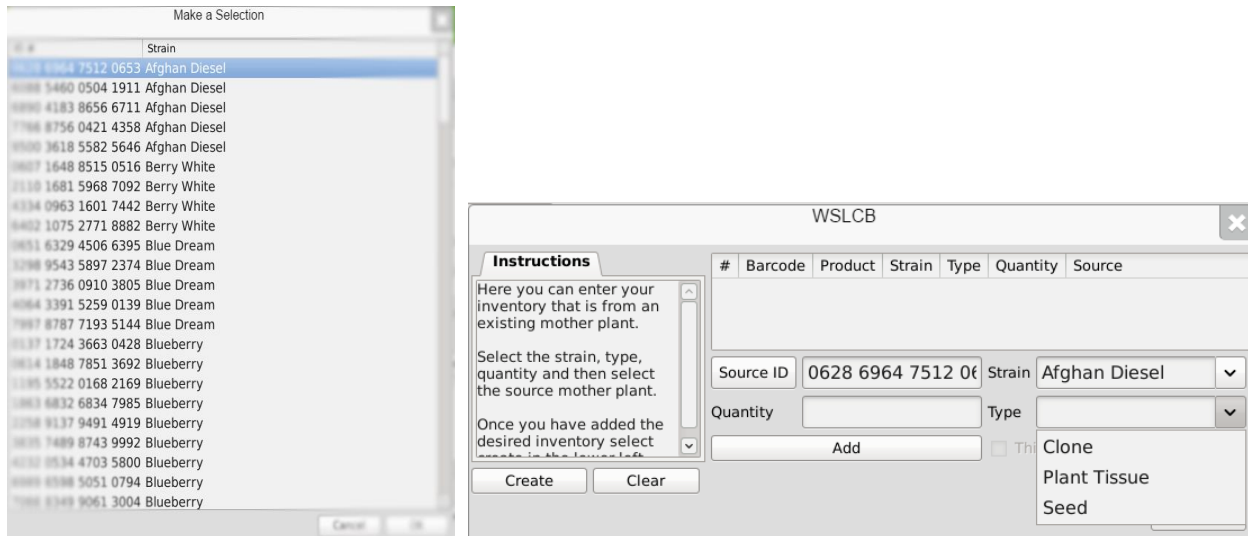 Make a Selection
Strain
7512 0653 Afghan Diesel
5460 0504 1911 Afghan Diesel
4183 8656 6711 Afghan Diesel
8756 0421 4358 Afghan Diesel
3618 5582 5646 Afghan Diesel
1648 8515 0516 Berry White
1681 5968 7092 Berry White
0963 1601 7442 Berry White
1075 2771 8882 Berry White
6329 4506 6395 Blue Dream
9543 5897 2374 Blue Dream
2736 0910 3805 Blue Dream
3391 5259 0139 Blue Dream
8787 7193 5144 Blue Dream
1724 3663 0428 Blueberry
1848 7851 3692 Blueberry
5522 0168 2169 Blueberry
6832 6834 7985 Blueberry
9137 9491 4919 Blueberry
7489 8743 9992 Blueberry
0534 4703 5800 Blueberry
5051 0794 Blueberry
9061 3004 Blueberry
Cancel
WSLCB
Instructions
Here you can enter your
inventory that is from an
existing mother plant.
Select the strain, type,
quantity and then select
the source mother plant.
Once you have added the
desired inventory select
Create Clear
# Barcode Product Strain Type Quantity Source
Source ID 0628 6964 7512 06 Strain Afghan Diesel
Quantity Type
Add Thi
Clone
Plant Tissue
Seed